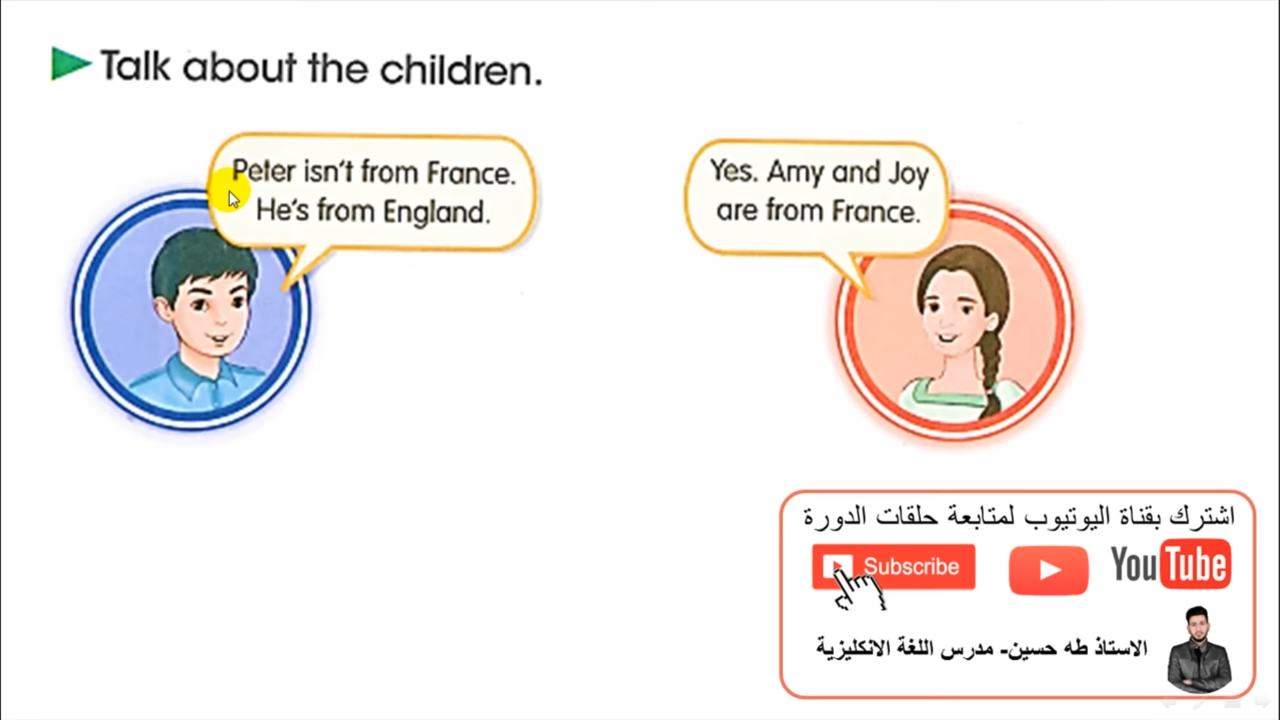 Talk about the children.
Peter isn't from France.
He's from England.
Yes. Amy and Joy
are from France.
اشترك بقناة اليوتيوب لمتابعة حلقات الدورة
Subscribe
YouTube
الاستاذ طه حسين- مدرس اللغة الانكليزية